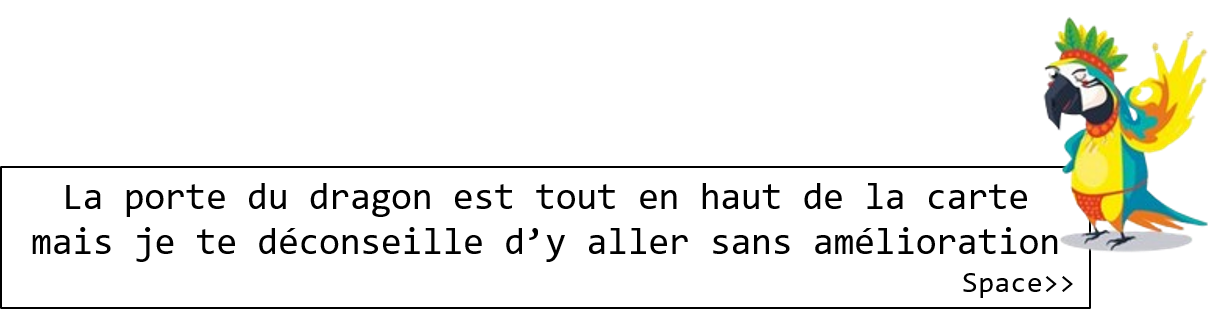 La porte du dragon est tout en haut de la carte
mais je te déconseille d’y aller sans amélioration
Space>>